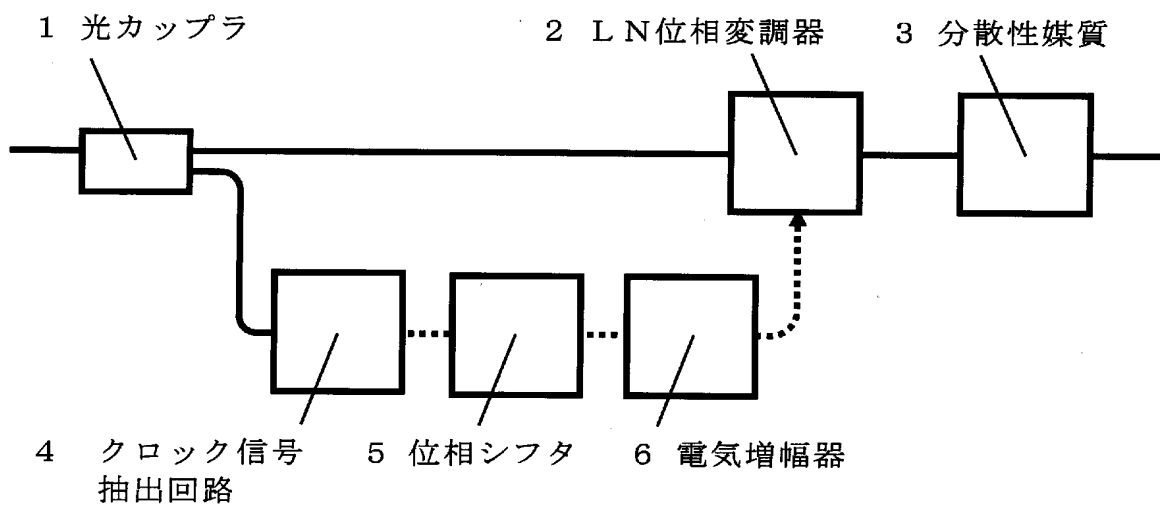 1 光カップラ
2 LN位相変調器
3 分散性媒質
4 クロック信号
抽出回路
5 位相シフタ
6 電気増幅器